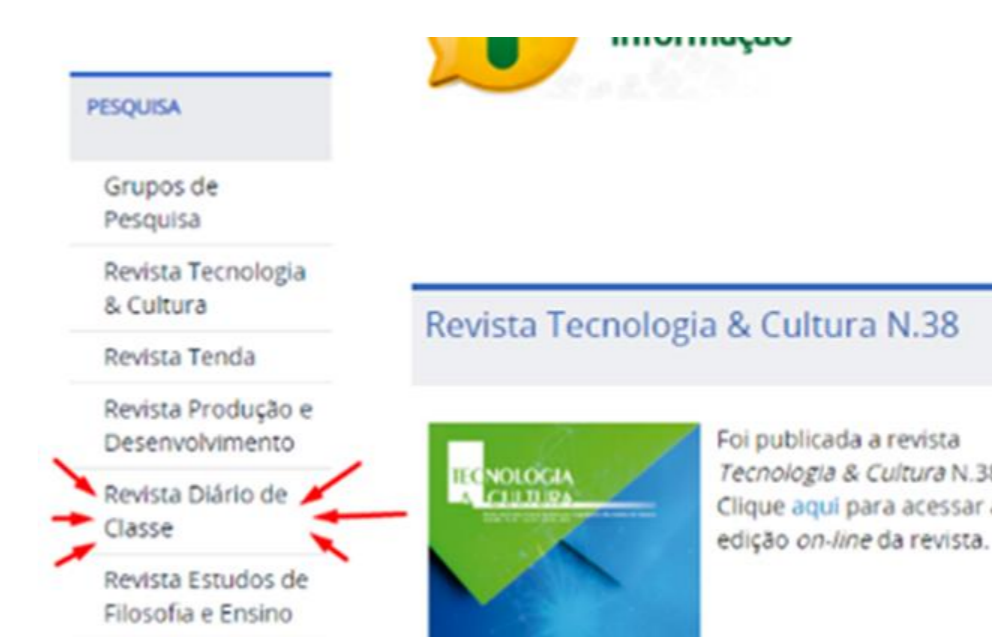 informação
PESQUISA
Grupos de
Pesquisa
Revista Tecnologia
& Cultura
Revista Tenda
Revista Produção e
Desenvolvimento
Revista Diário de
Classe
Revista Estudos de
Filosofia e Ensino
Revista Tecnologia & Cultura N.38
TECNOLOGIA
& CULTURA
Foi publicada a revista
Tecnologia & Cultura N.38
Clique aqui para acessar a
edição on-line da revista.